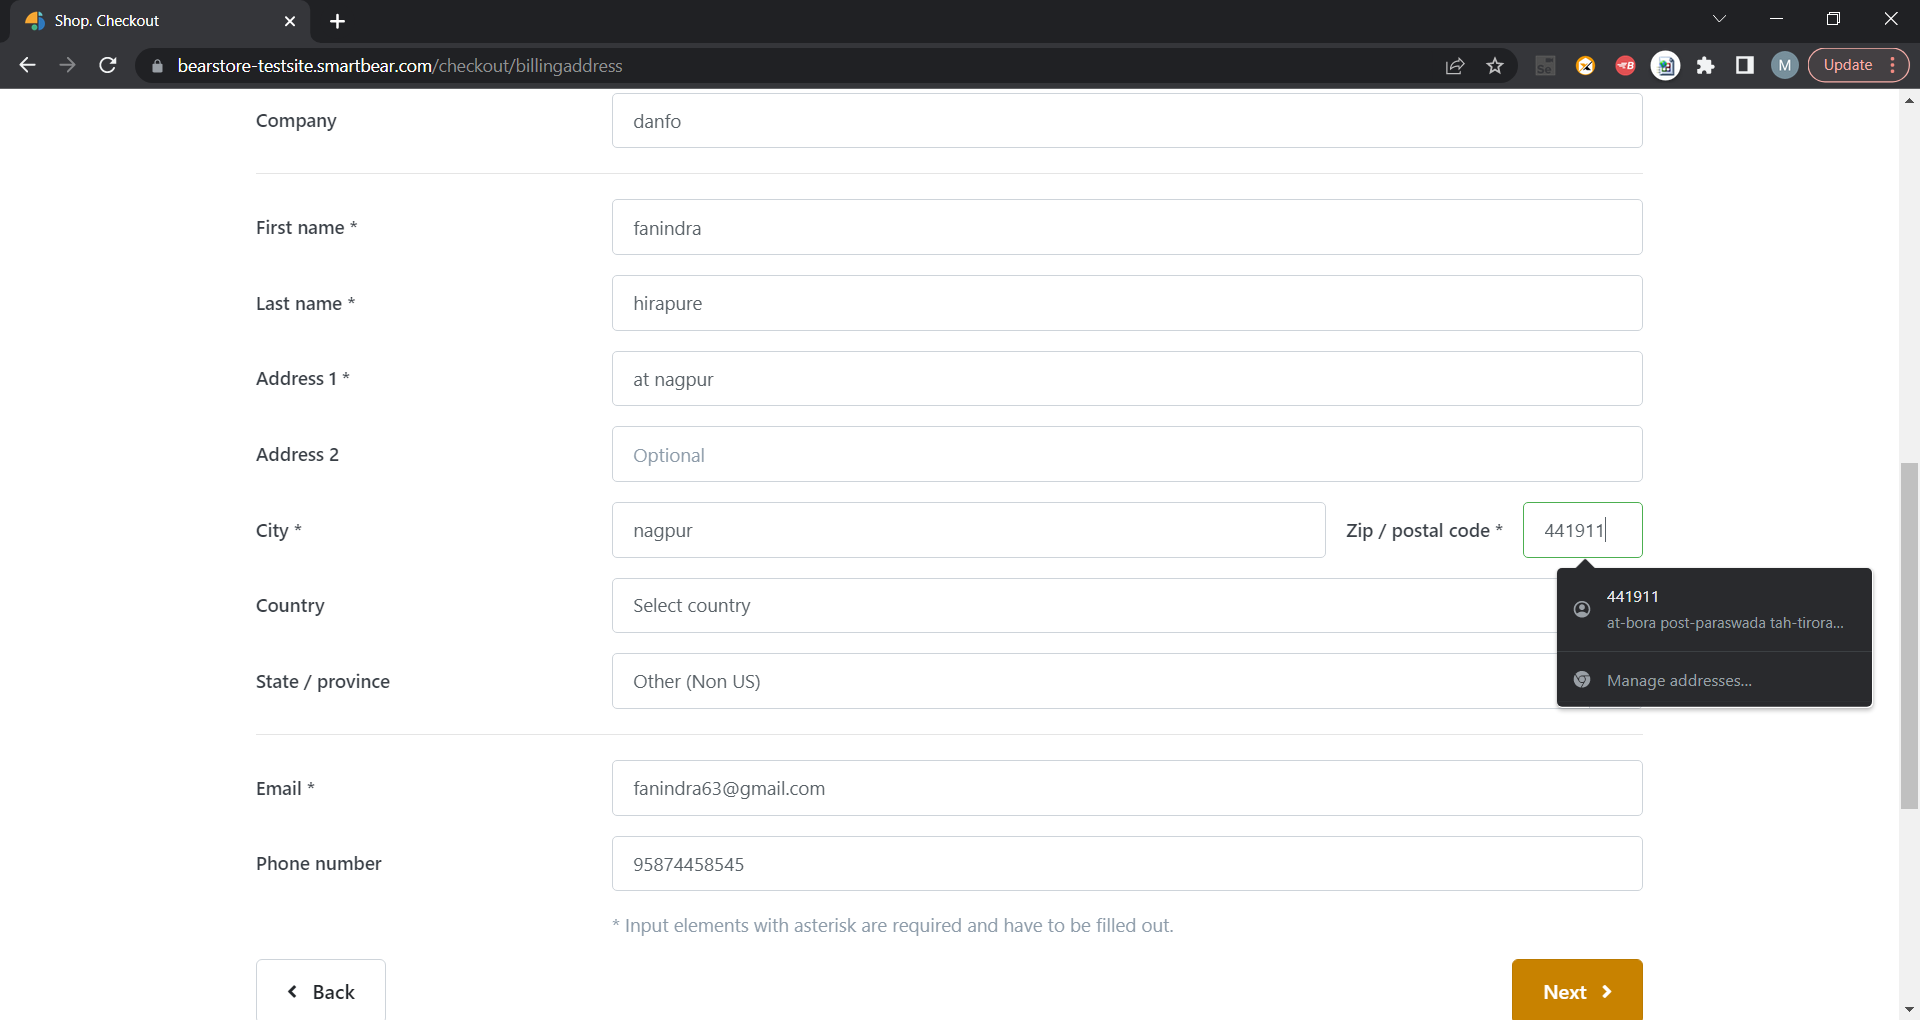 Shop. Checkout
bearstore-testsite.smartbear.com/checkout/billingaddress
Se
B
M
Update
Company
danfo
First name *
fanindra
Last name *
hirapure
Address 1 *
at nagpur
Address 2
Optional
City *
nagpur
Zip / postal code *
441911
441911
at-bora post-paraswada tah-tirora...
Manage addresses...
Country
Select country
State / province
Other (Non US)
Email *
fanindra63@gmail.com
Phone number
95874458545
* Input elements with asterisk are required and have to be filled out.
Back
Next